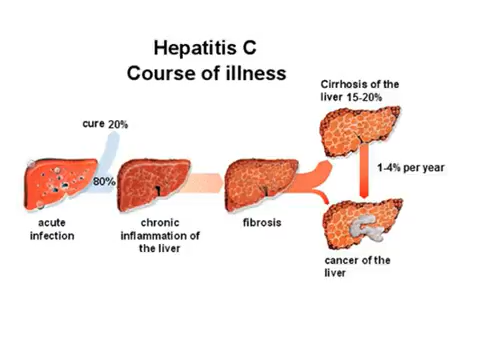 Hepatitis C
Course of illness
Cirrhosis of the
liver 15-20%
cure 20%
80%
1-4% per year
acute
infection
chronic
inflammation of
the liver
fibrosis
cancer of the
liver